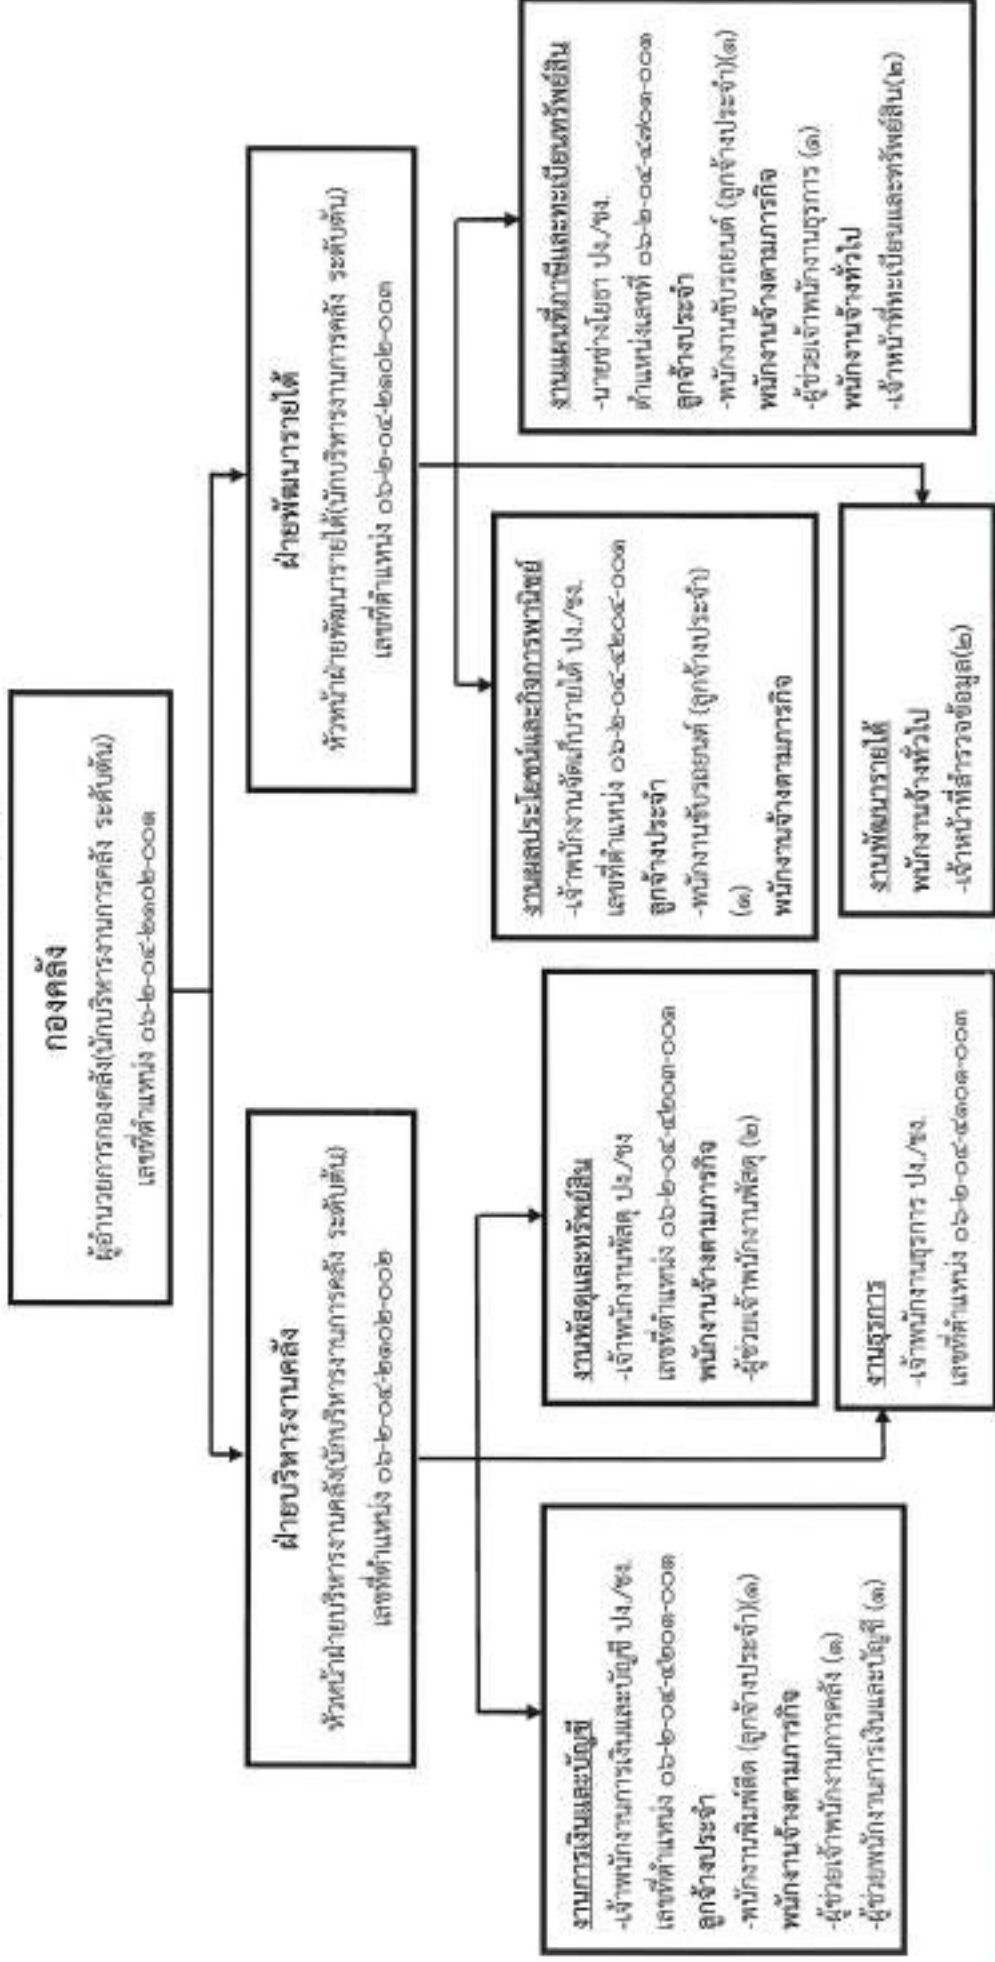 กองคลัง
ผู้อำนวยการกองคลัง(นักบริหารงานการคลัง ระดับต้น)
เลขที่ตำแหน่ง ๐๖-๒-๐๔-๒๑๐๒-๐๐๑
ฝ่ายบริหารงานคลัง
หัวหน้าฝ่ายบริหารงานคลัง(นักบริหารงานการคลัง ระดับต้น)
เลขที่ตำแหน่ง ๐๖-๒-๐๔-๒๑๐๒-๐๐๒
ฝ่ายพัฒนารายได้
หัวหน้าฝ่ายพัฒนารายได้(นักบริหารงานการคลัง ระดับต้น)
เลขที่ตำแหน่ง ๐๖-๒-๐๔-๒๑๐๒-๐๐๓
งานการเงินและบัญชี
-เจ้าพนักงานการเงินและบัญชี ปง./ชง.
เลขที่ตำแหน่ง ๐๖-๒-๐๔-๔๒๐๑-๐๐๑
ลูกจ้างประจำ
-พนักงานพิมพ์ดีด (ลูกจ้างประจำ)(๑)
พนักงานจ้างตามภารกิจ
-ผู้ช่วยเจ้าพนักงานการคลัง (๑)
-ผู้ช่วยพนักงานการเงินและบัญชี (๑)
งานพัสดุและทรัพย์สิน
-เจ้าพนักงานพัสดุ ปง./ชง
เลขที่ตำแหน่ง ๐๖-๒-๐๔-๔๒๐๓-๐๐๑
พนักงานจ้างตามภารกิจ
-ผู้ช่วยเจ้าพนักงานพัสดุ (๒)
งานธุรการ
-เจ้าพนักงานธุรการ ปง./ชง.
เลขที่ตำแหน่ง ๐๖-๒-๐๔-๔๑๐๑-๐๐๓
งานผลประโยชน์และกิจการพานิชย์
-เจ้าพนักงานจัดเก็บรายได้ ปง./ชง.
เลขที่ตำแหน่ง ๐๖-๒-๐๔-๔๒๐๔-๐๐๑
ลูกจ้างประจำ
-พนักงานขับรถยนต์ (ลูกจ้างประจำ)
(๑)
พนักงานจ้างตามภารกิจ
งานพัฒนารายได้
พนักงานจ้างทั่วไป
-เจ้าหน้าที่สำรวจข้อมูล(๒)
งานแผนที่ภาษีและทะเบียนทรัพย์สิน
-นายช่างโยธา ปง./ชง.
ตำแหน่งเลขที่ ๐๖-๒-๐๔-๔๗๐๑-๐๐๑
ลูกจ้างประจำ
-พนักงานขับรถยนต์ (ลูกจ้างประจำ)(๑)
พนักงานจ้างตามภารกิจ
-ผู้ช่วยเจ้าพนักงานธุรการ (๑)
พนักงานจ้างทั่วไป
-เจ้าหน้าที่ทะเบียนและทรัพย์สิน(๒)